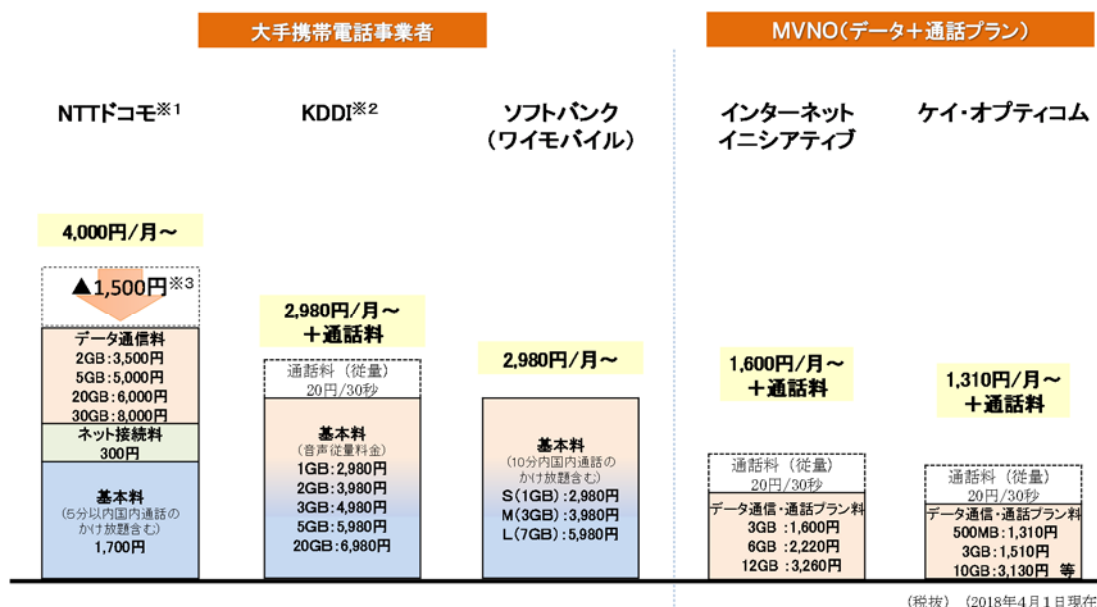 大手携帯電話事業者
MVNO(データ+通話プラン)
NTTドコモ※1
KDDI※2
ソフトバンク
(ワイモバイル)
インターネット
イニシアティブ
ケイ・オプティコム
4,000円/月～
▲1,500円※3
データ通信料
2GB:3,500円
5GB:5,000円
20GB:6,000円
30GB:8,000円
ネット接続料
300円
基本料
(5分以内国内通話の
かけ放題含む)
1,700円
2,980円/月～
+通話料
通話料(従量)
20円/30秒
基本料
(音声従量料金)
1GB:2,980円
2GB:3,980円
3GB:4,980円
5GB:5,980円
20GB:6,980円
2,980円/月～
基本料
(10分内国内通話の
かけ放題含む)
S(1GB):2,980円
M(3GB):3,980円
L(7GB):5,980円
1,600円/月～
+通話料
通話料(従量)
20円/30秒
データ通信・通話プラン料
3GB:1,600円
6GB:2,220円
12GB:3,260円
1,310円/月～
+通話料
通話料(従量)
20円/30秒
データ通信・通話プラン料
500MB:1,310円
3GB:1,510円
10GB:3,130円 等
(税抜) (2018年4月1日現在